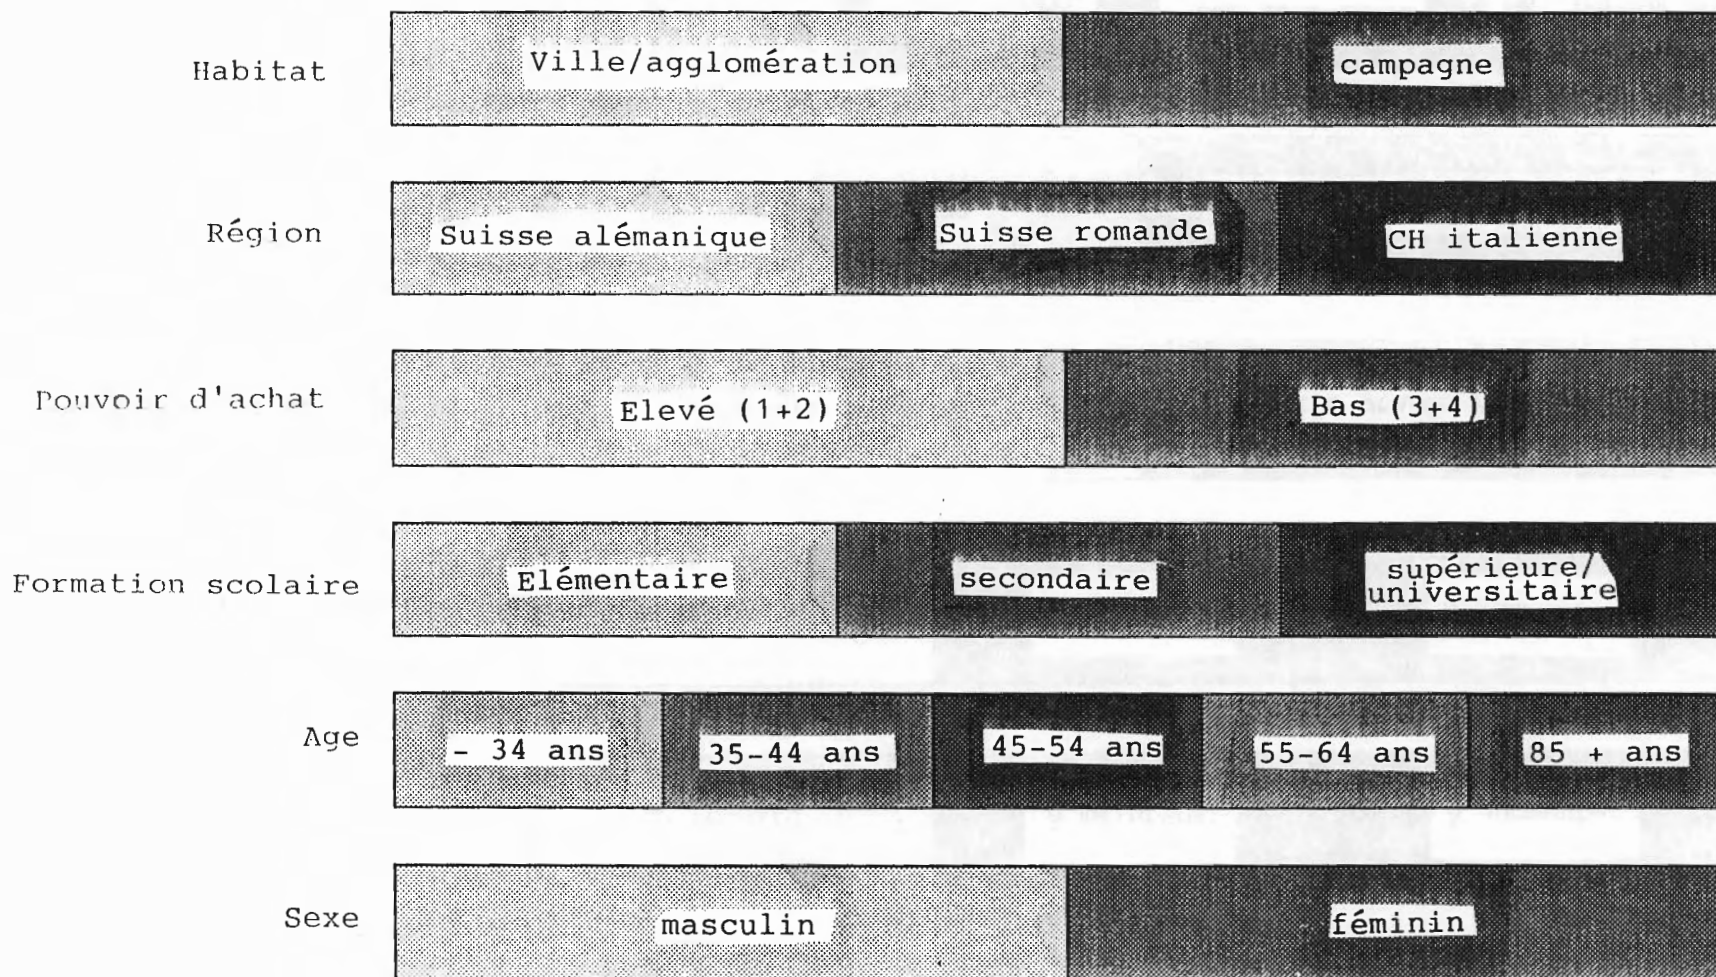 Habitat Ville/agglomération campagne
Région Suisse alémanique Suisse romande CH italienne
Pouvoir d'achat Elevé (1+2) Bas (3+4)
Formation scolaire Elémentaire secondaire supérieure/
universitaire
Age - 34 ans 35-44 ans 45-54 ans 55-64 ans 85 + ans
Sexe masculin féminin